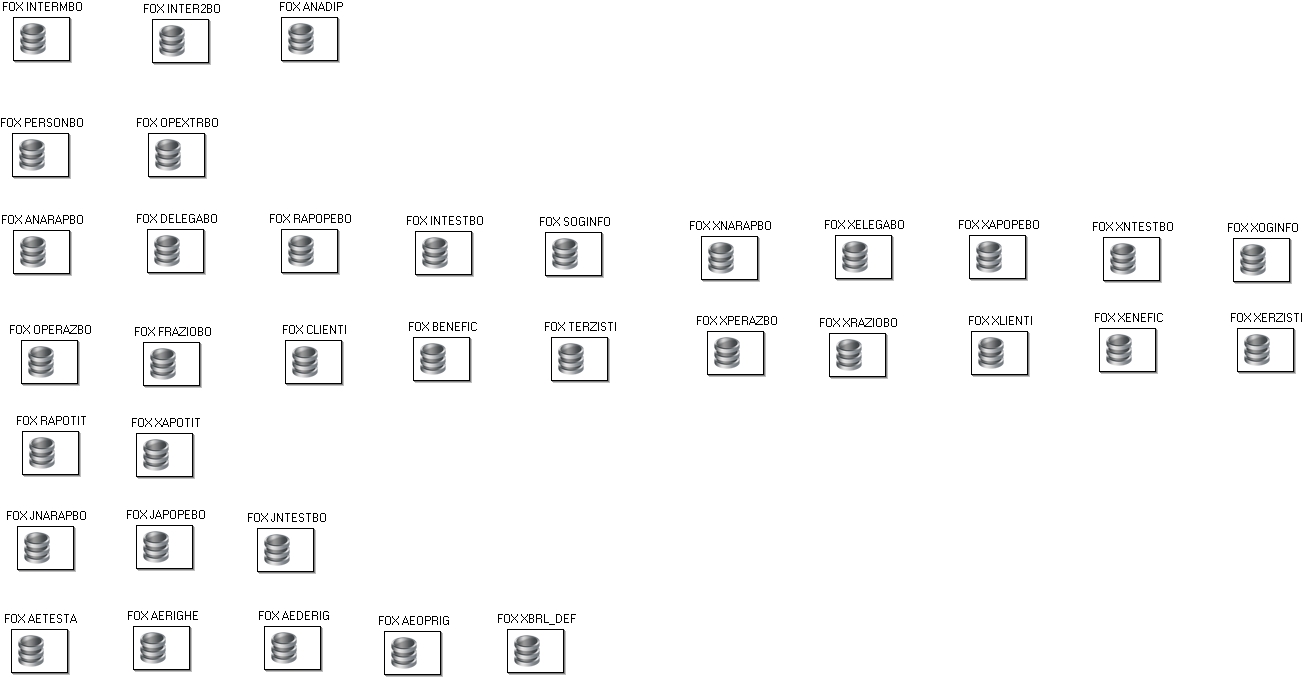 FOX INTERMBO
FOX INTER2BO
FOX ANADIP
FOX PERSONBO
FOX OPEXTRBO
FOX ANARAPBO
FOX DELEGABO
FOX RAPOPEBO
FOX INTESTBO
FOX SOGINFO
FOX XNARAPBO
FOX XELEGABO
FOX XAPOPEBO
FOX XNTESTBO
FOX XOGINFO
FOX OPERAZBO
FOX FRAZIOBO
FOX CLIENTI
FOX BENEFIC
FOX TERZISTI
FOX XPERAZBO
FOX XRAZIOBO
FOX XLIENTI
FOX XENEFIC
FOX XERZISTI
FOX RAPOTIT
FOX XAPOTIT
FOX JNARAPBO
FOX JAPOPEBO
FOX JNTESTBO
FOX AETESTA
FOX AERIGHE
FOX AEDERIG
FOX AEOPRIG
FOX XBRL_DEF